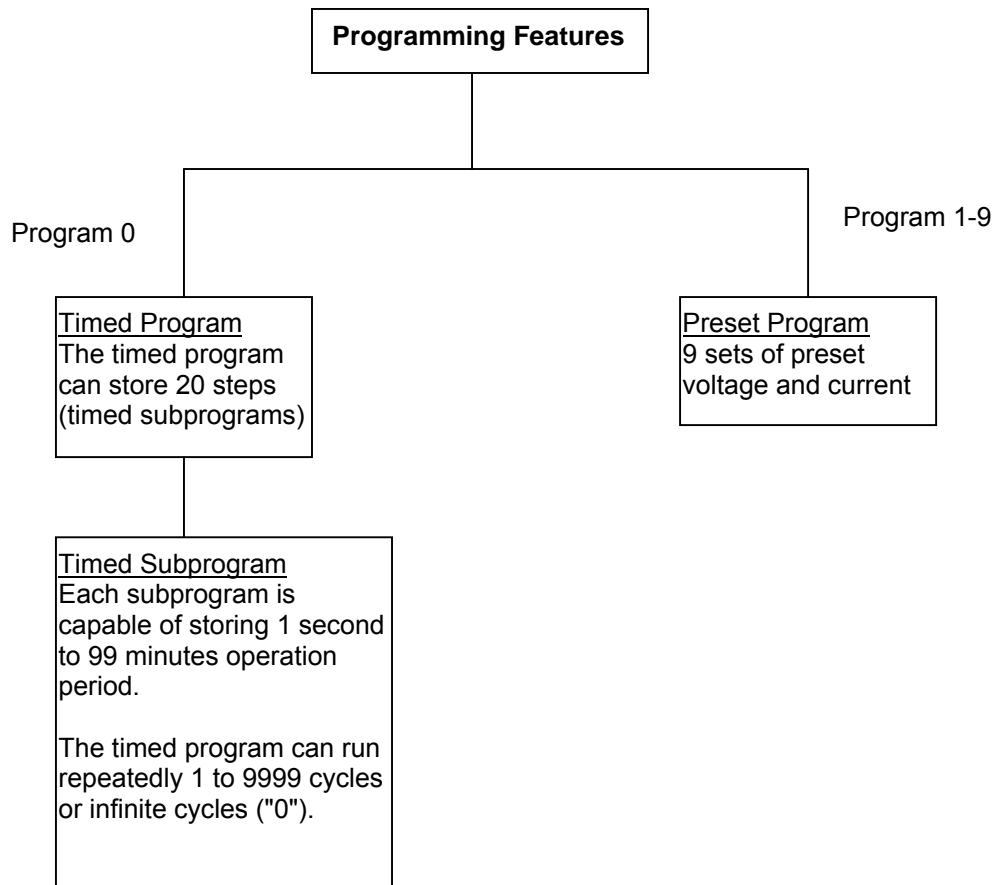 Programming Features
Program 0
Program 1-9
Timed Program
The timed program
can store 20 steps
(timed subprograms)
Preset Program
9 sets of preset
voltage and current
Timed Subprogram
Each subprogram is
capable of storing 1 second
to 99 minutes operation
period.
The timed program can run
repeatedly 1 to 9999 cycles
or infinite cycles ("0").